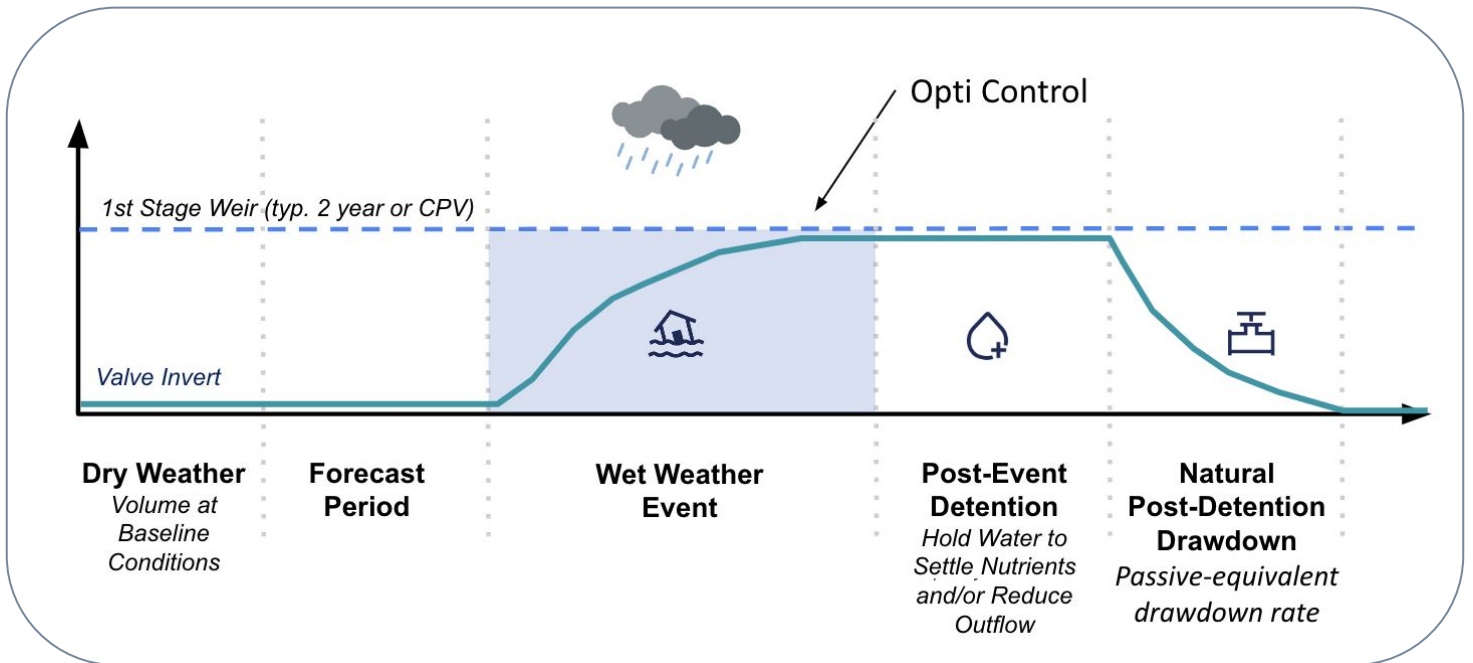 Opti Control
1st Stage Weir (typ. 2 year or CPV)
Valve Invert
Dry Weather
Volume at
Baseline
Conditions
Forecast
Period
Wet Weather
Event
Post-Event
Detention
Hold Water to
Settle Nutrients
and/or Reduce
Outflow
Natural
Post-Detention
Drawdown
Passive-equivalent
drawdown rate